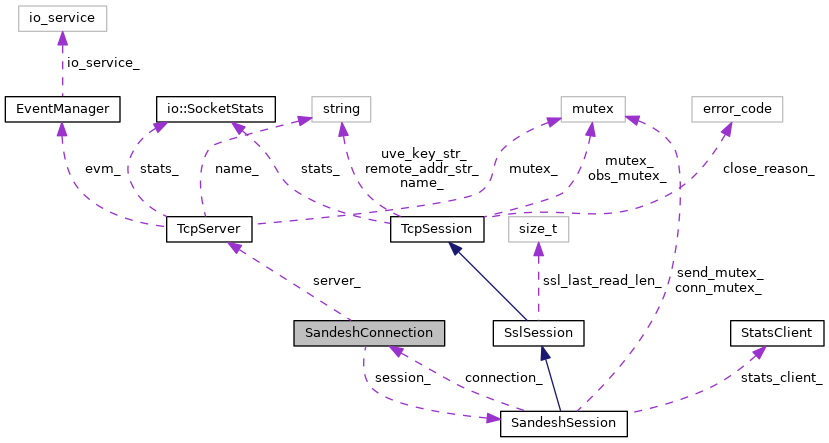 io_service
io_service_
EventManager
io::SocketStats
string
mutex
error_code
evm_
stats_
name_
stats_
uve_key_str_
remote_addr_str_
name_
mutex_
mutex_
obs_mutex_
close_reason_
TcpServer
TcpSession
size_t
server_
ssl_last_read_len_
send_mutex_
conn_mutex_
SandeshConnection
SslSession
StatsClient
session_
connection_
stats_client_
SandeshSession